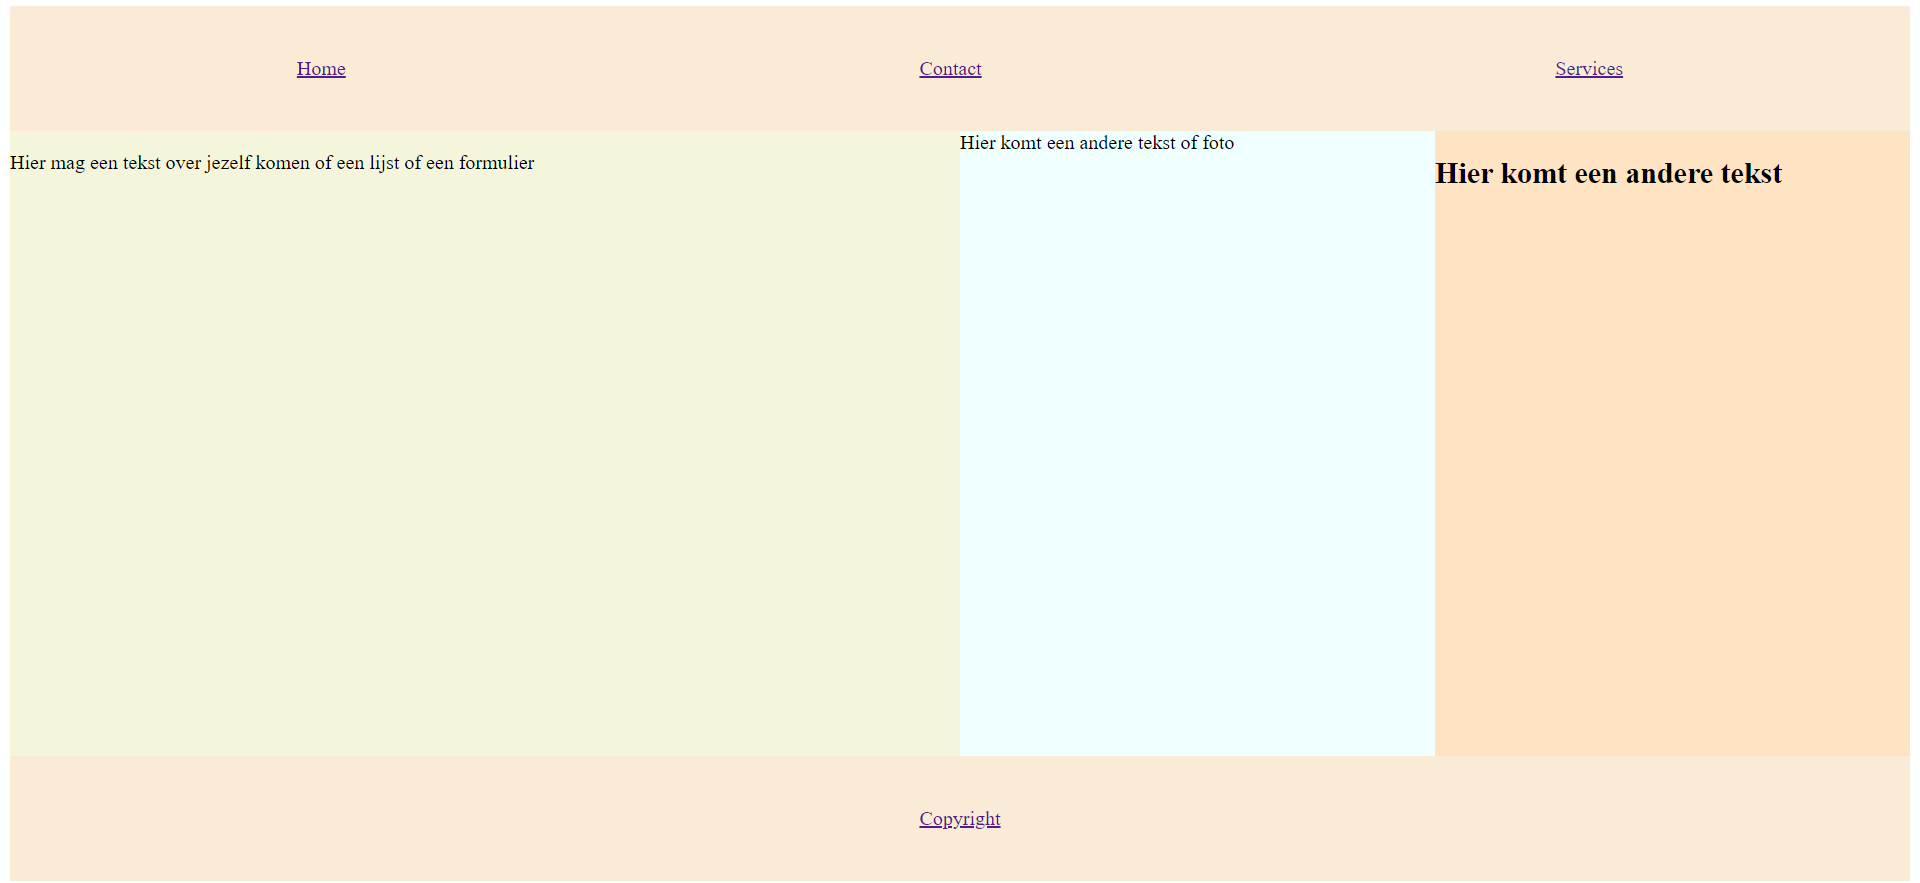 Home
Contact
Services
Hier mag een tekst over jezelf komen of een lijst of een formulier
Hier komt een andere tekst of foto
Hier komt een andere tekst
Copyright